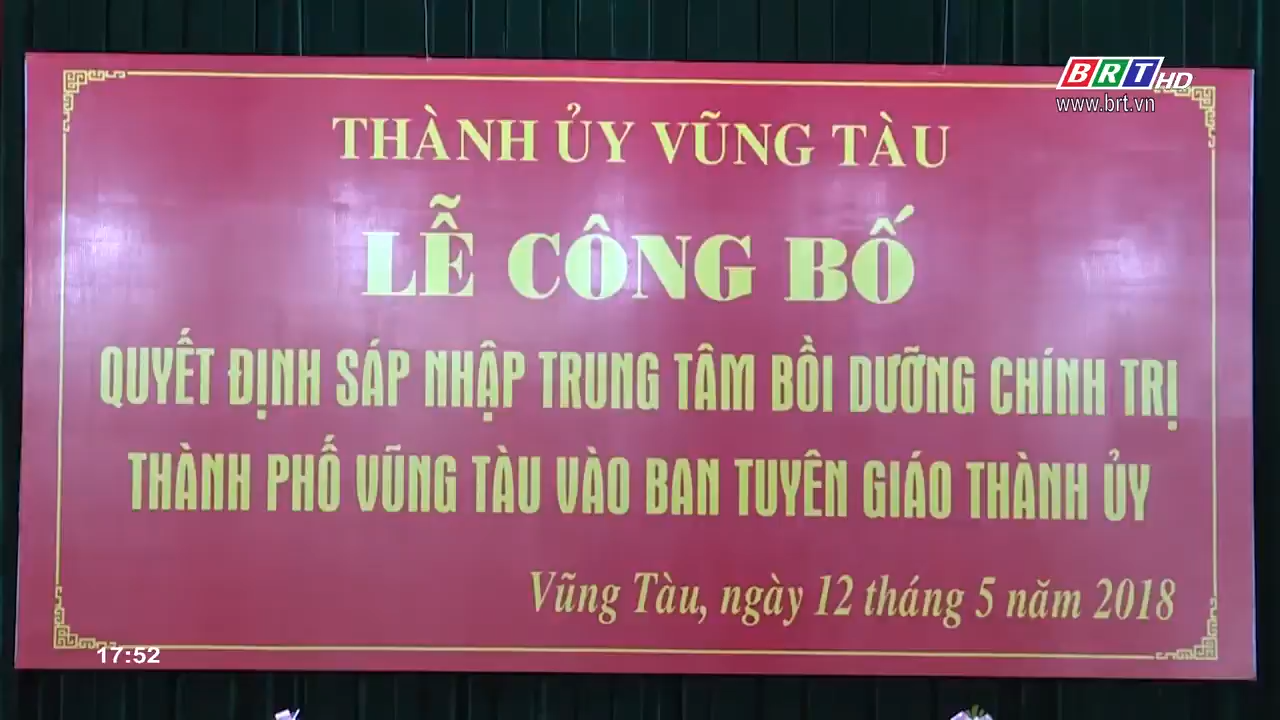 BRT HD
www.brt.vn
THÀNH ỦY VŨNG TÀU
LỄ CÔNG BỐ
QUYẾT ĐỊNH SÁP NHẬP TRUNG TÂM BỒI DƯỠNG CHÍNH TRỊ
THÀNH PHỐ VŨNG TÀU VÀO BAN TUYÊN GIÁO THÀNH ỦY
Vũng Tàu, ngày 12 tháng 5 năm 2018
17:52